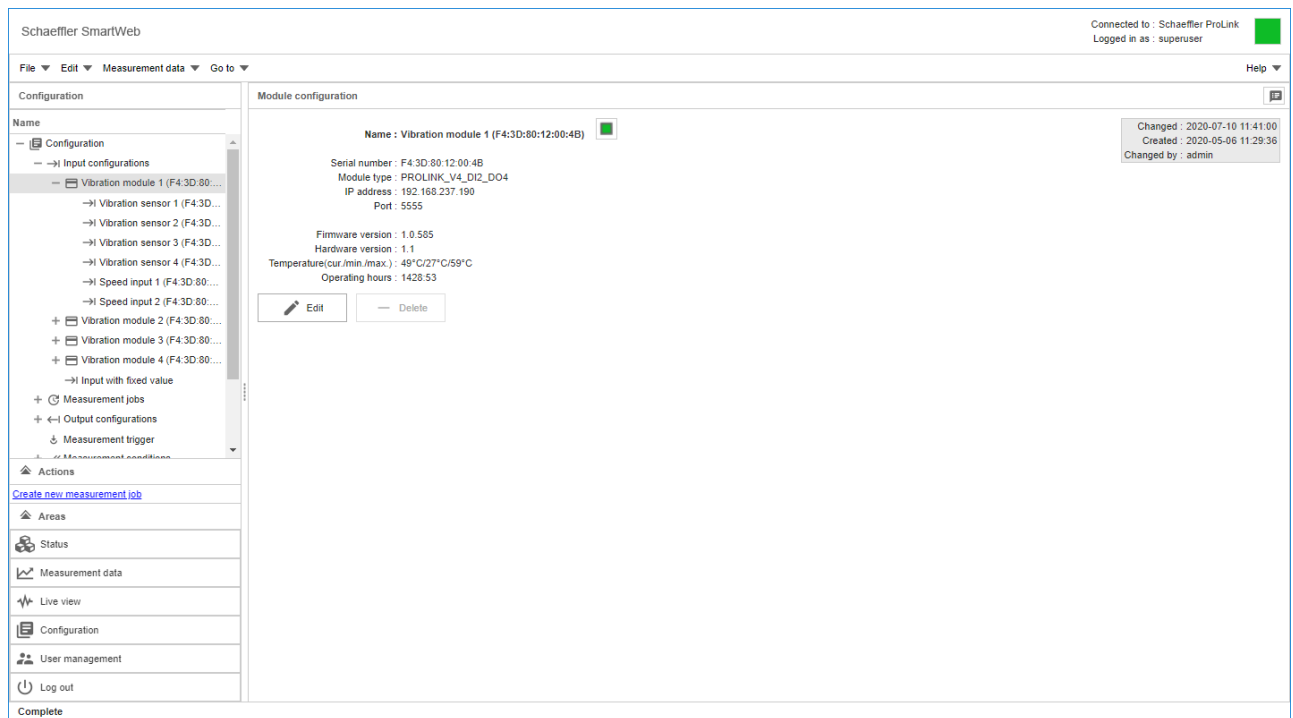 Schaeffler SmartWeb
Connected to : Schaeffler ProLink
Logged in as : superuser
File Edit Measurement data Go to Help
Configuration
Name
Configuration
Input configurations
Vibration module 1 (F4:3D:80:...
Vibration sensor 1 (F4:3D...
Vibration sensor 2 (F4:3D...
Vibration sensor 3 (F4:3D...
Vibration sensor 4 (F4:3D...
Speed input 1 (F4:3D:80:...
Speed input 2 (F4:3D:80:...
Vibration module 2 (F4:3D:80:...
Vibration module 3 (F4:3D:80:...
Vibration module 4 (F4:3D:80:...
Input with fixed value
Measurement jobs
Output configurations
Measurement trigger
Measurement conditions
Actions
Create new measurement job
Areas
Status
Measurement data
Live view
Configuration
User management
Log out
Module configuration
Name : Vibration module 1 (F4:3D:80:12:00:4B)
Serial number : F4:3D:80:12:00:4B
Module type : PROLINK_V4_DI2_DO4
IP address : 192.168.237.190
Port : 5555
Firmware version : 1.0.585
Hardware version : 1.1
Temperature(cur./min./max.) : 49°C/27°C/59°C
Operating hours : 1428:53
Edit
Delete
Changed : 2020-07-10 11:41:00
Created : 2020-05-06 11:29:36
Changed by : admin
Complete